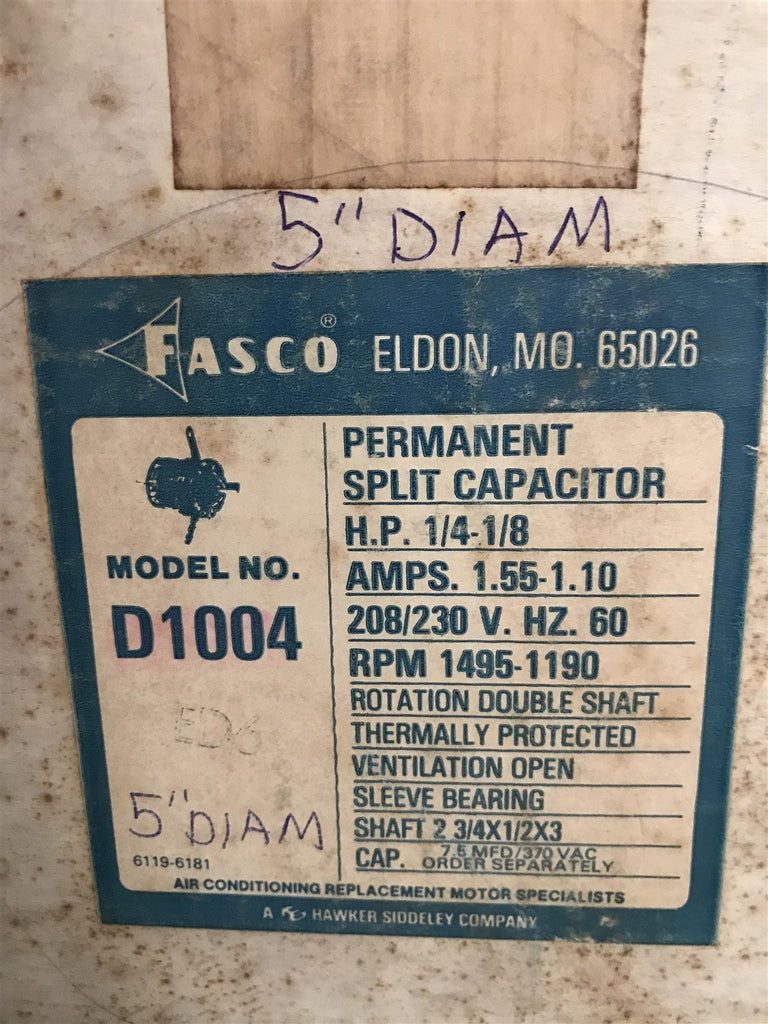 5" DIAM
FASCO® ELDON, MO. 65026
MODEL NO.
D1004
ED6
5" DIAM
6119-6181
PERMANENT
SPLIT CAPACITOR
H.P. 1/4-1/8
AMPS. 1.55-1.10
208/230 V. HZ. 60
RPM 1495-1190
ROTATION DOUBLE SHAFT
THERMALLY PROTECTED
VENTILATION OPEN
SLEEVE BEARING
SHAFT 2 3/4X1/2X3
CAP. 7.5 MFD/370 VAC
ORDER SEPARATELY
AIR CONDITIONING REPLACEMENT MOTOR SPECIALISTS
A HAWKER SIDDELEY COMPANY